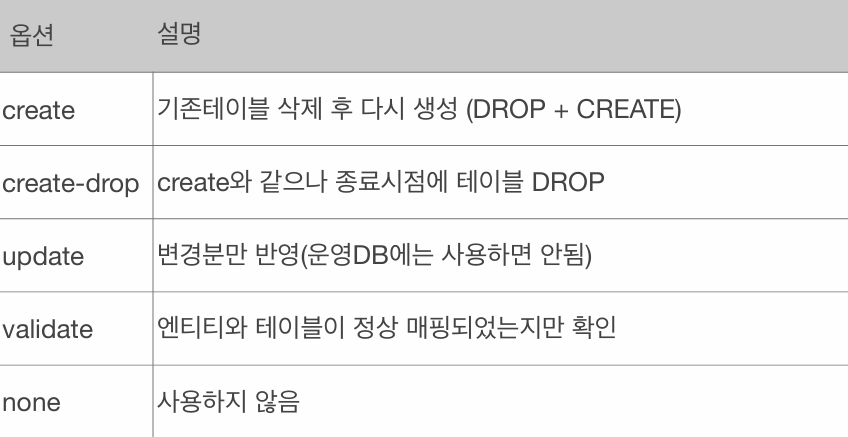 옵션 설명
create 기존테이블 삭제 후 다시 생성 (DROP + CREATE)
create-drop create와 같으나 종료시점에 테이블 DROP
update 변경분만 반영(운영DB에는 사용하면 안됨)
validate 엔티티와 테이블이 정상 매핑되었는지만 확인
none 사용하지 않음